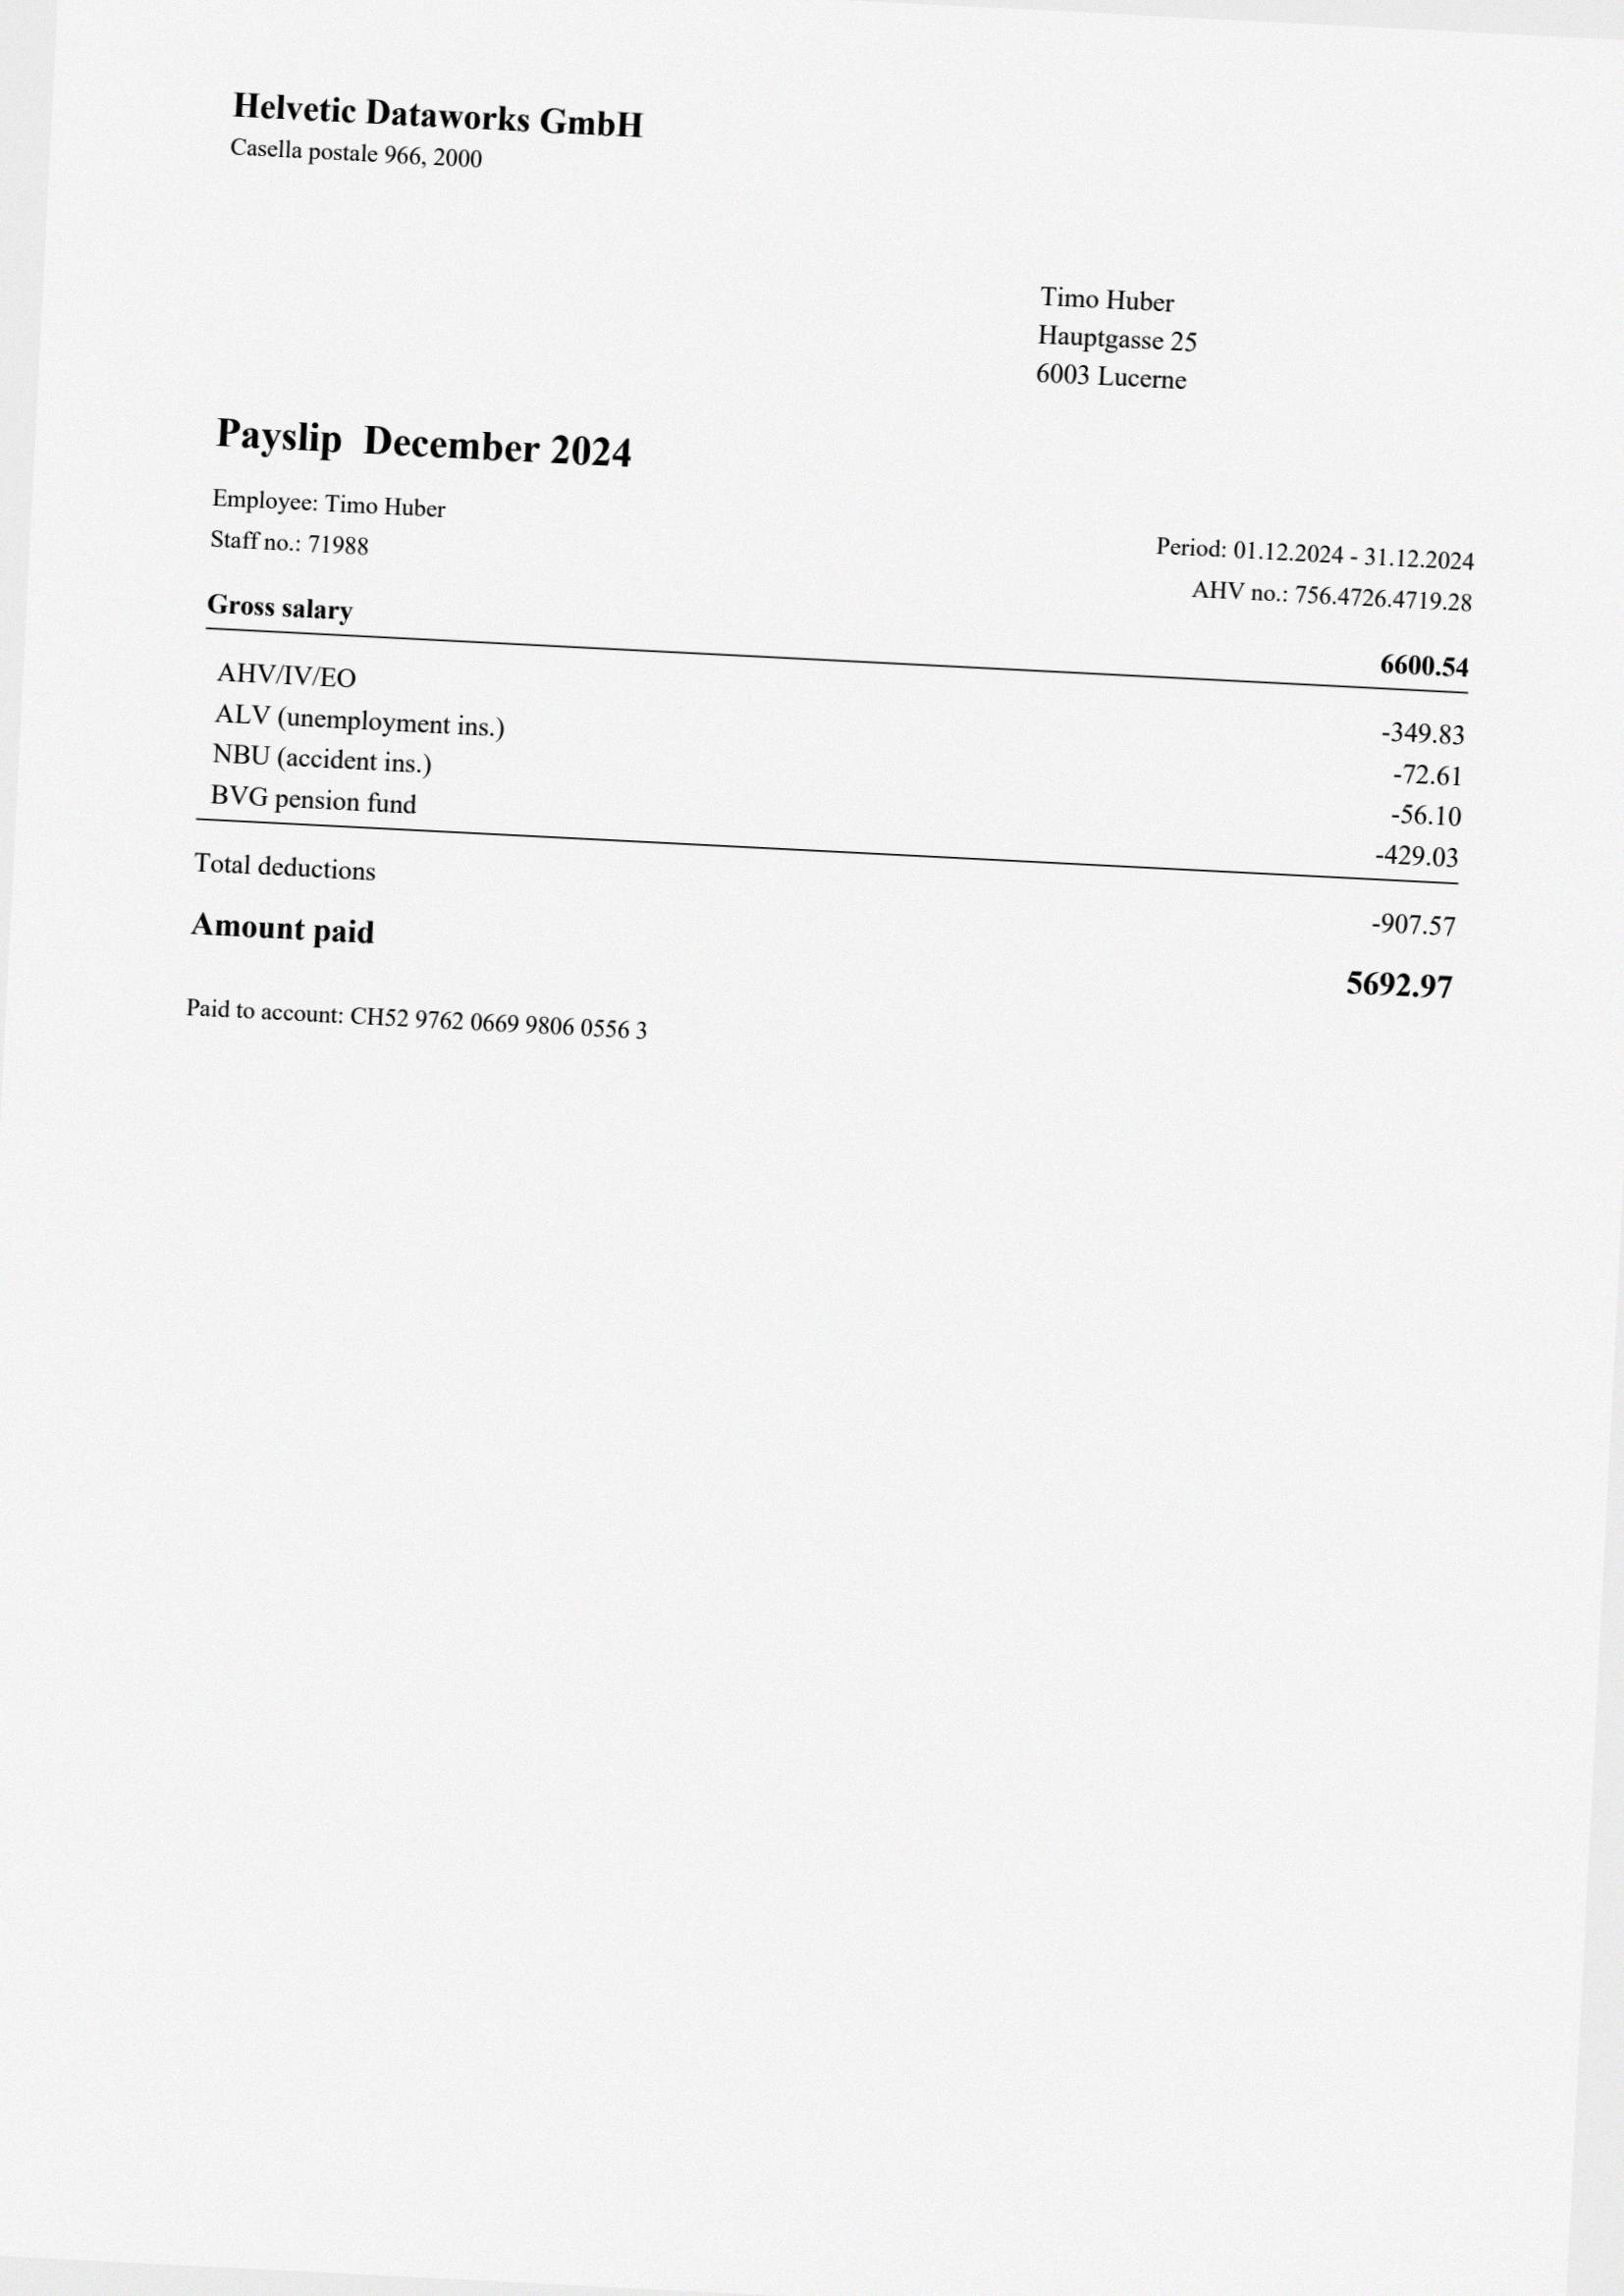 Helvetic Dataworks GmbH
Casella postale 966, 2000
Timo Huber
Hauptgasse 25
6003 Lucerne
Payslip December 2024
Employee: Timo Huber
Period: 01.12.2024 - 31.12.2024
Staff no.: 71988
AHV no.: 756.4726.4719.28
Gross salary 6600.54
AHV/IV/EO -349.83
ALV (unemployment ins.) -72.61
NBU (accident ins.) -56.10
BVG pension fund -429.03
Total deductions -907.57
Amount paid 5692.97
Paid to account: CH52 9762 0669 9806 0556 3